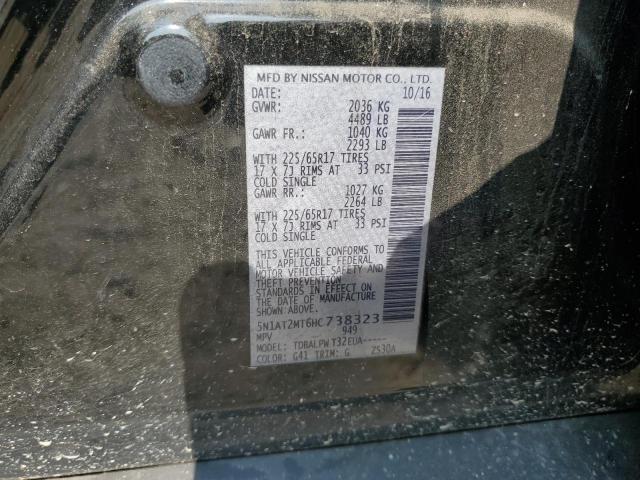 MFD BY NISSAN MOTOR CO., LTD.
DATE: 10/16
GVWR: 2036 KG
4489 LB
GAWR FR.: 1040 KG
2293 LB
WITH 225/65R17 TIRES
17 X 7J RIMS AT 33 PSI
COLD SINGLE
GAWR RR.: 1027 KG
2264 LB
WITH 225/65R17 TIRES
17 X 7J RIMS AT 33 PSI
COLD SINGLE
THIS VEHICLE CONFORMS TO
ALL APPLICABLE FEDERAL
MOTOR VEHICLE SAFETY AND
THEFT PREVENTION
STANDARDS IN EFFECT ON
THE DATE OF MANUFACTURE
SHOWN ABOVE.
5N1AT2MT6HC738323
MPV 949
MODEL: TDBALPW T32EUA-----
COLOR: G41 TRIM: G ZS30A